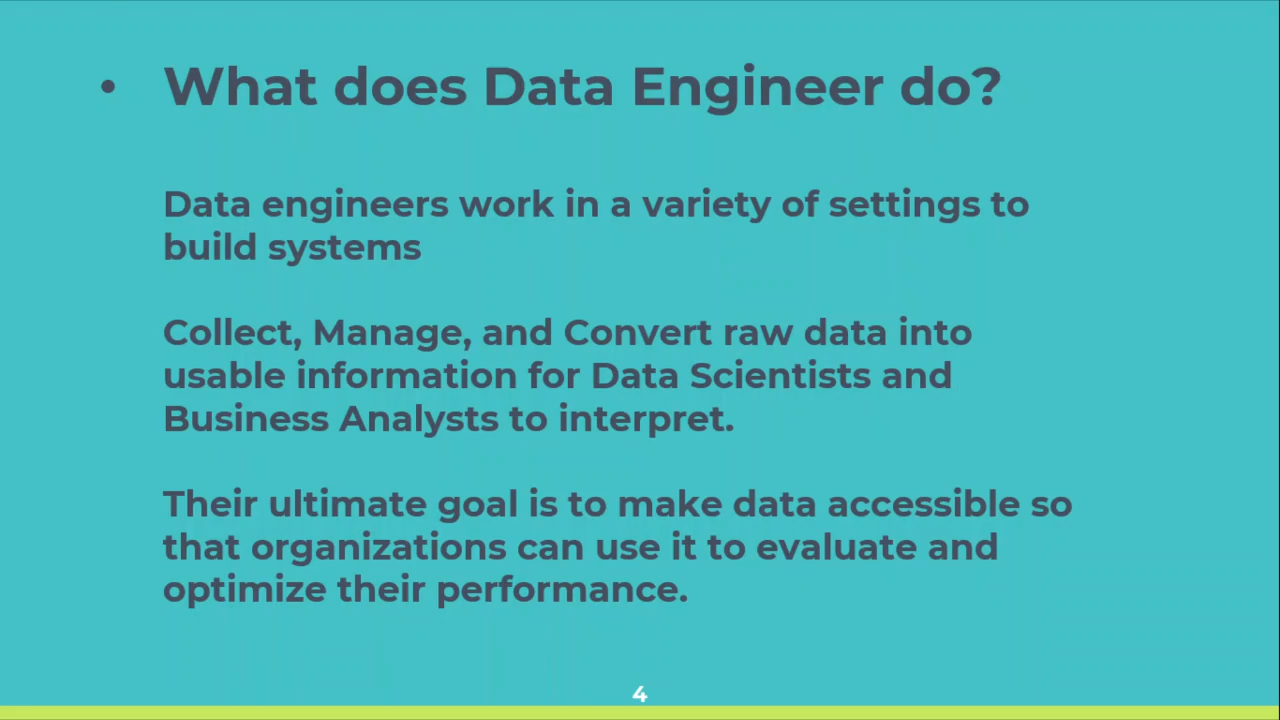 • What does Data Engineer do?
Data engineers work in a variety of settings to
build systems
Collect, Manage, and Convert raw data into
usable information for Data Scientists and
Business Analysts to interpret.
Their ultimate goal is to make data accessible so
that organizations can use it to evaluate and
optimize their performance.
4